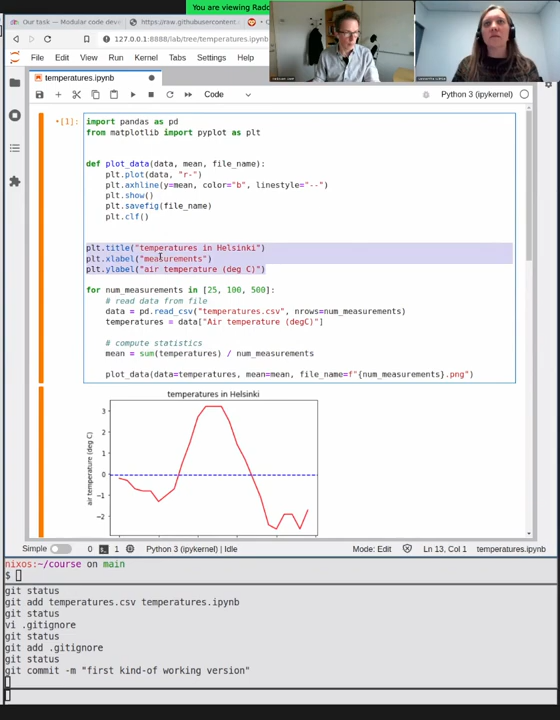 You are viewing Rado
Our task — Modular code dev
https://raw.githubusercontent
127.0.0.1:8888/lab/tree/temperatures.ipynb
File Edit View Run Kernel Tabs Settings Help
temperatures.ipynb
Code
Python 3 (ipykernel)
[1]:
import pandas as pd
from matplotlib import pyplot as plt
def plot_data(data, mean, file_name):
plt.plot(data, "r-")
plt.axhline(y=mean, color="b", linestyle="--")
plt.show()
plt.savefig(file_name)
plt.clf()
plt.title("temperatures in Helsinki")
plt.xlabel("measurements")
plt.ylabel("air temperature (deg C)")
for num_measurements in [25, 100, 500]:
# read data from file
data = pd.read_csv("temperatures.csv", nrows=num_measurements)
temperatures = data["Air temperature (degC)"]
# compute statistics
mean = sum(temperatures) / num_measurements
plot_data(data=temperatures, mean=mean, file_name=f"{num_measurements}.png")
temperatures in Helsinki
air temperature (deg C)
3
2
1
0
−1
−2
Simple 0 1 Python 3 (ipykernel) | Idle Mode: Edit Ln 13, Col 1 temperatures.ipynb
nixos:~/course on main
$
git status
git add temperatures.csv temperatures.ipynb
git status
vi .gitignore
git status
git add .gitignore
git status
git commit -m "first kind-of working version"